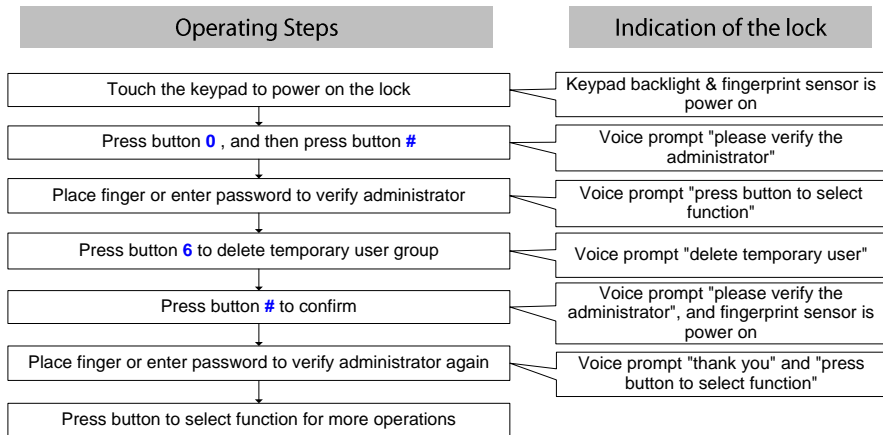 Operating Steps
Indication of the lock
Touch the keypad to power on the lock
Keypad backlight & fingerprint sensor is
power on
Press button 0 , and then press button #
Voice prompt "please verify the
administrator"
Place finger or enter password to verify administrator
Voice prompt "press button to select
function"
Press button 6 to delete temporary user group
Voice prompt "delete temporary user"
Press button # to confirm
Voice prompt "please verify the
administrator", and fingerprint sensor is
power on
Place finger or enter password to verify administrator again
Voice prompt "thank you" and "press
button to select function"
Press button to select function for more operations